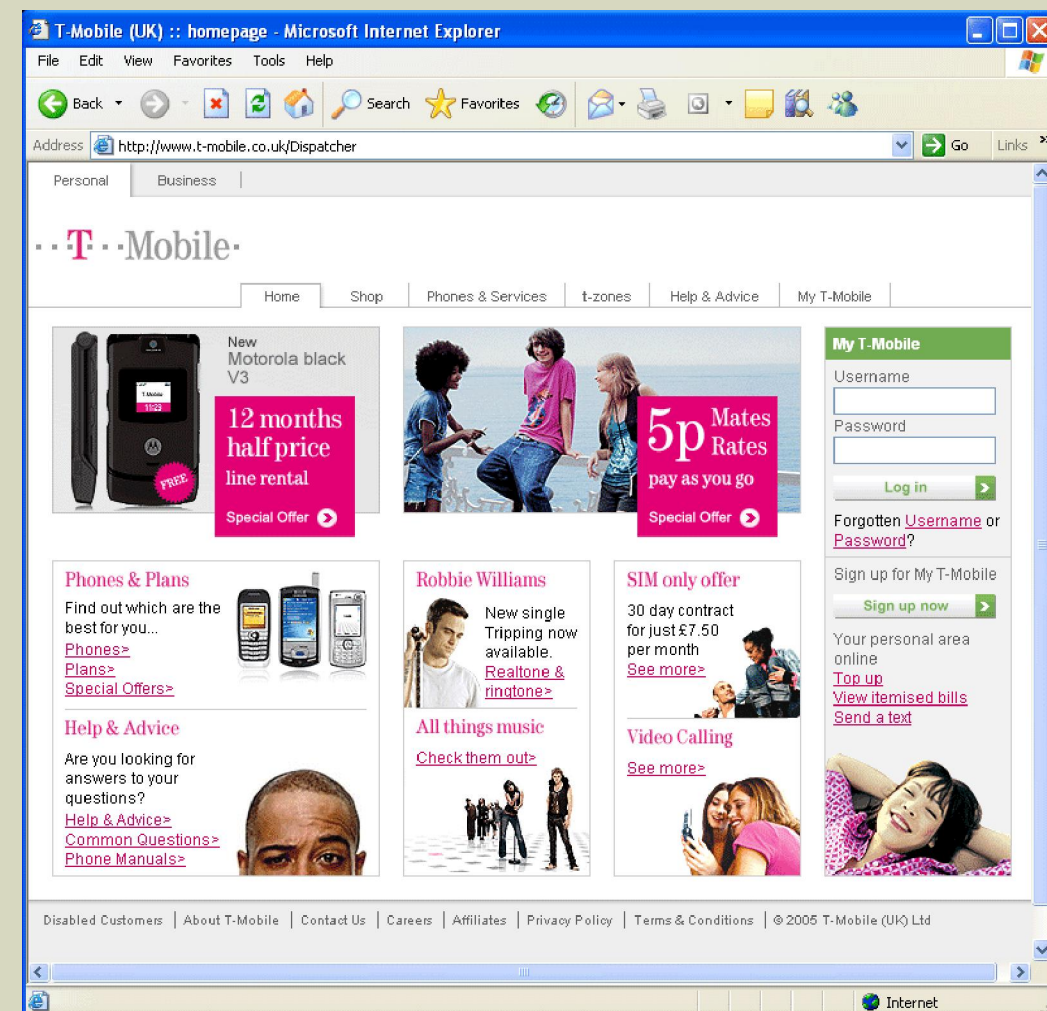 T-Mobile (UK) :: homepage - Microsoft Internet Explorer
File Edit View Favorites Tools Help
Back Search Favorites
Address http://www.t-mobile.co.uk/Dispatcher Go Links »
Personal Business
T Mobile
Home Shop Phones & Services t-zones Help & Advice My T-Mobile
New
Motorola black
V3
T-Mobile
11:23
FREE
12 months
half price
line rental
Special Offer
5p Mates
Rates
pay as you go
Special Offer
My T-Mobile
Username
Password
Log in
Forgotten Username or
Password?
Sign up for My T-Mobile
Sign up now
Your personal area
online
Top up
View itemised bills
Send a text
Phones & Plans
Find out which are the
best for you...
Phones>
Plans>
Special Offers>
Robbie Williams
New single
Tripping now
available.
Realtone &
ringtone>
SIM only offer
30 day contract
for just £7.50
per month
See more>
Help & Advice
Are you looking for
answers to your
questions?
Help & Advice>
Common Questions>
Phone Manuals>
All things music
Check them out>
Video Calling
See more>
Disabled Customers | About T-Mobile | Contact Us | Careers | Affiliates | Privacy Policy | Terms & Conditions | © 2005 T-Mobile (UK) Ltd
Internet